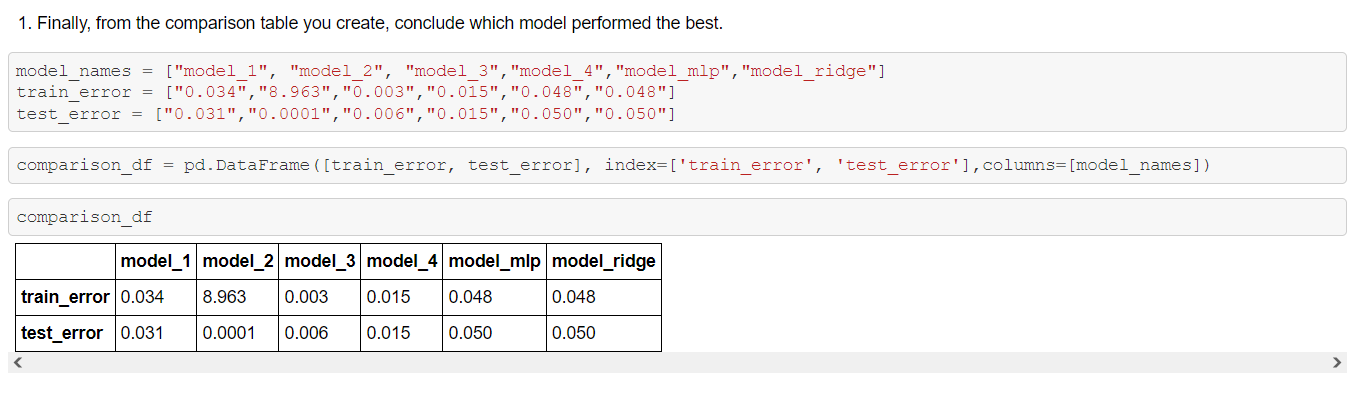 1. Finally, from the comparison table you create, conclude which model performed the best.
model_names = ["model_1", "model_2", "model_3","model_4","model_mlp","model_ridge"]
train_error = ["0.034","8.963","0.003","0.015","0.048","0.048"]
test_error = ["0.031","0.0001","0.006","0.015","0.050","0.050"]
comparison_df = pd.DataFrame([train_error, test_error], index=['train_error', 'test_error'],columns=[model_names])
comparison_df
model_1 model_2 model_3 model_4 model_mlp model_ridge
train_error 0.034 8.963 0.003 0.015 0.048 0.048
test_error 0.031 0.0001 0.006 0.015 0.050 0.050